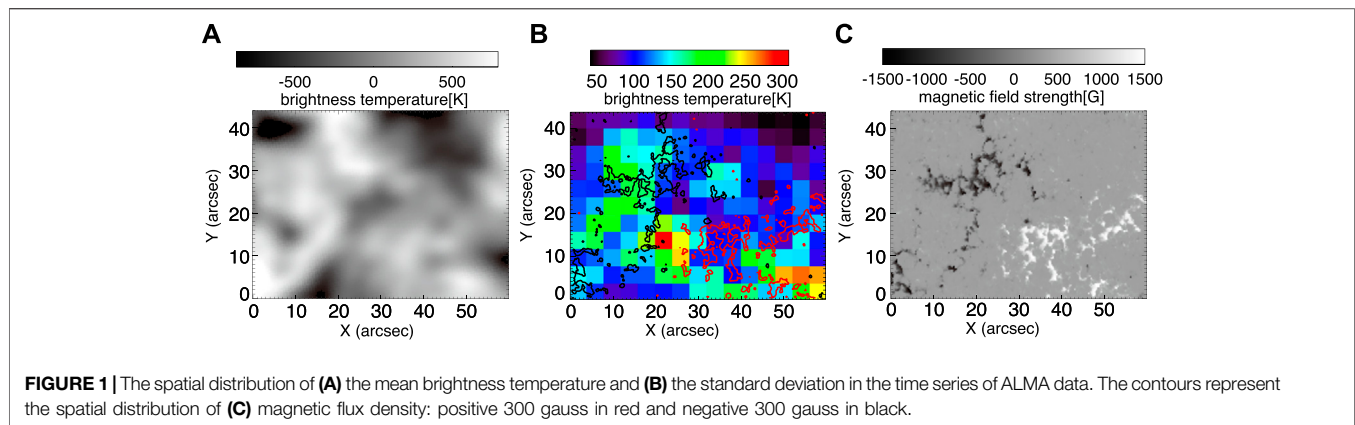 A
B
C
-500 0 500
brightness temperature[K]
50 100 150 200 250 300
brightness temperature[K]
-1500 -1000 -500 0 500 1000 1500
magnetic field strength[G]
40
30
20
10
0
Y (arcsec)
0 10 20 30 40 50
X (arcsec)
40
30
20
10
0
Y (arcsec)
0 10 20 30 40 50
X (arcsec)
40
30
20
10
0
Y (arcsec)
0 10 20 30 40 50
X (arcsec)
FIGURE 1 | The spatial distribution of (A) the mean brightness temperature and (B) the standard deviation in the time series of ALMA data. The contours represent
the spatial distribution of (C) magnetic flux density: positive 300 gauss in red and negative 300 gauss in black.